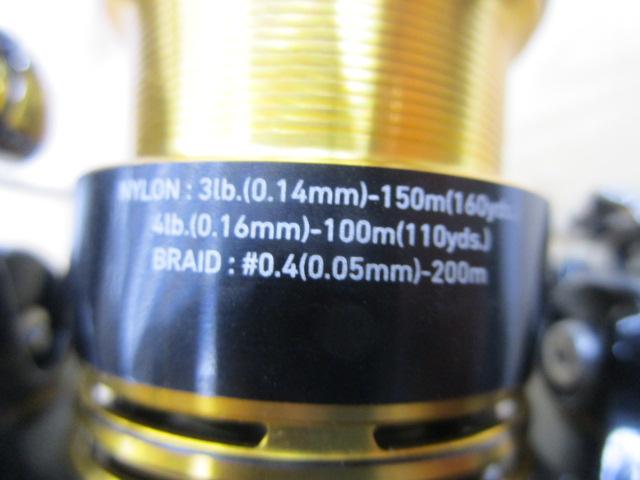 NYLON : 3lb.(0.14mm)-150m(160yds.
4lb.(0.16mm)-100m(110yds.)
BRAID : #0.4(0.05mm)-200m